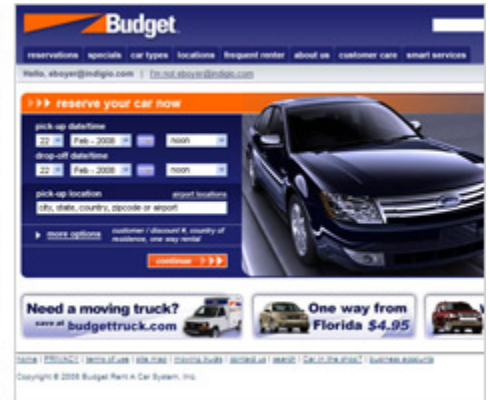 Budget
reservations specials car types locations frequent renter about us customer care smart services
Hello, eboyer@indigio.com | I'm not eboyer@indigio.com
reserve your car now
pick-up date/time
22 Feb - 2008 noon
drop-off date/time
22 Feb - 2008 noon
pick-up location airport locations
city, state, country, zipcode or airport
more options customer / discount #, country of
residence, one way rental
continue
Need a moving truck?
save at budgettruck.com
One way from
Florida $4.95
home | PRIVACY | terms of use | site map | moving trucks | contact us | search | Car in the shop? | business accounts
Copyright © 2008 Budget Rent A Car System, Inc.